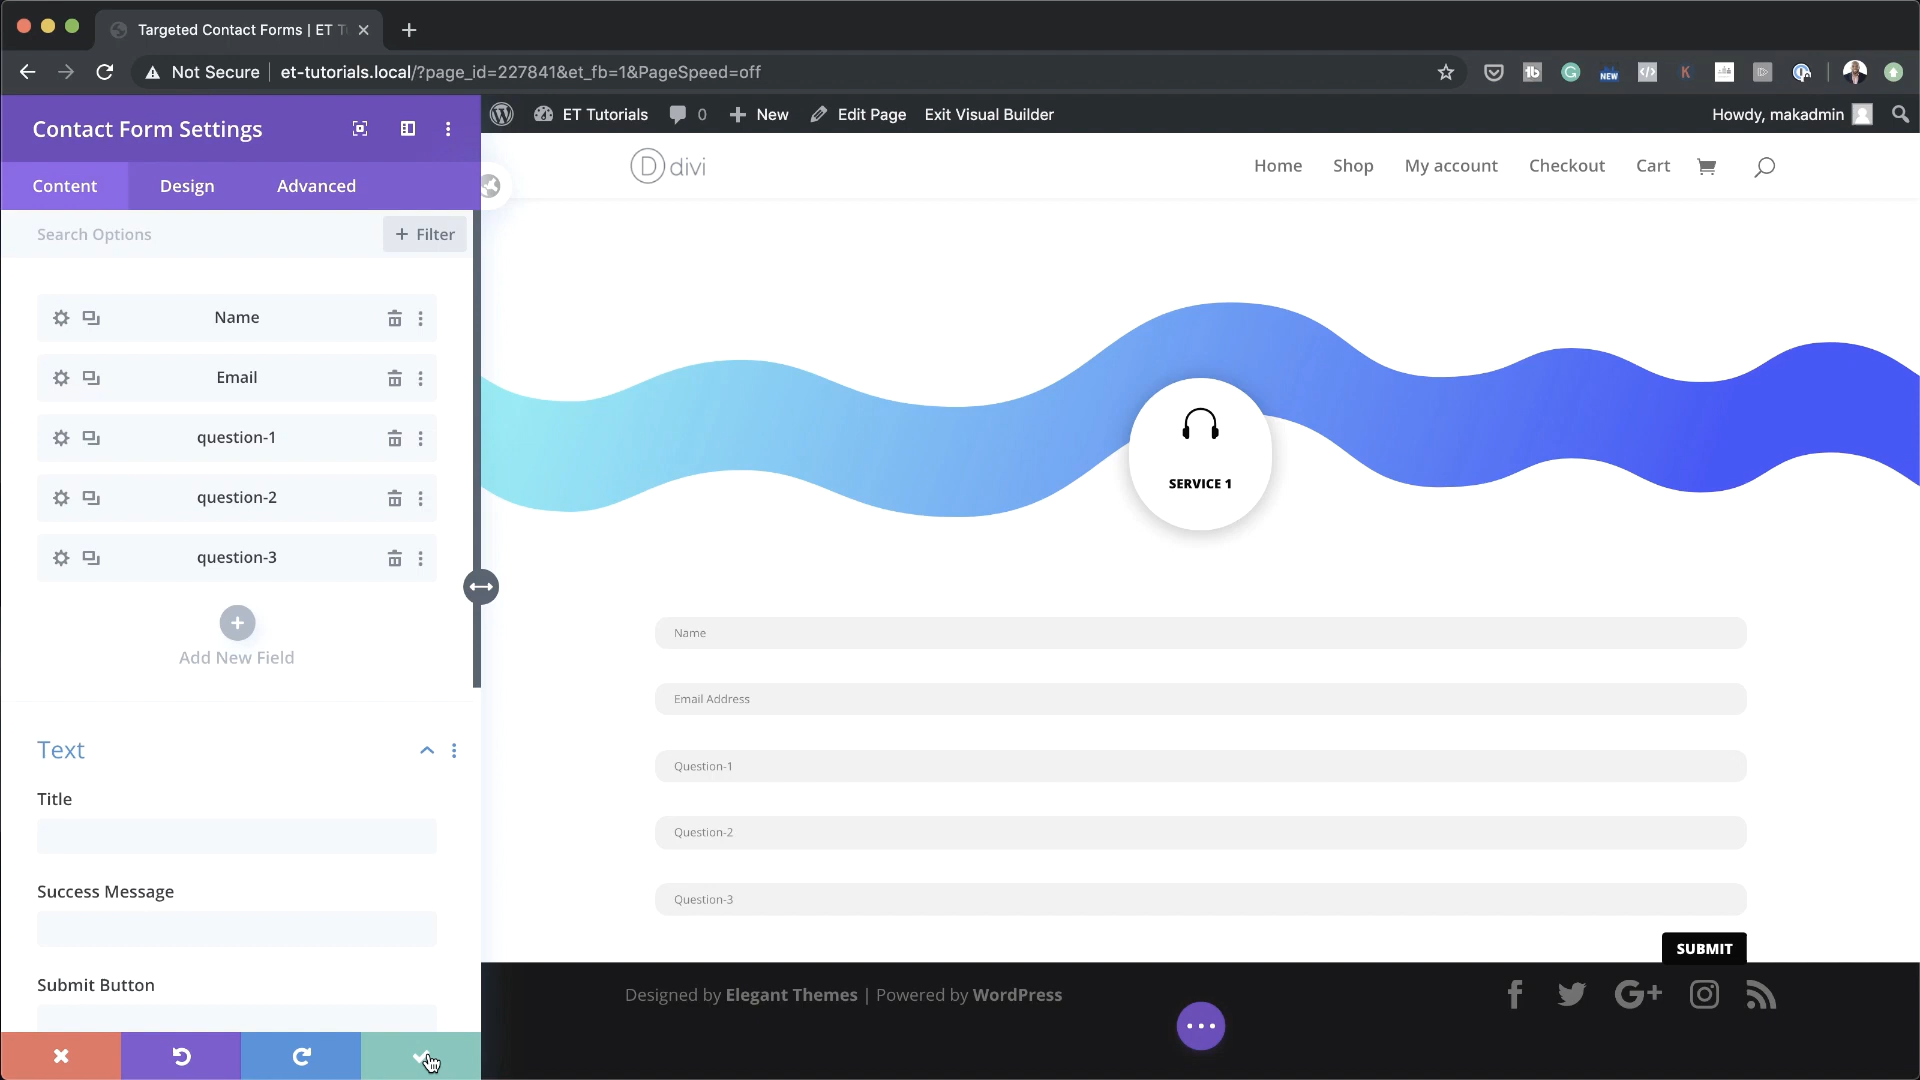 Targeted Contact Forms | ET T
Not Secure
et-tutorials.local/?page_id=227841&et_fb=1&PageSpeed=off
NEW
ET Tutorials
0
New
Edit Page
Exit Visual Builder
Howdy, makadmin
Contact Form Settings
Content
Design
Advanced
Search Options
+ Filter
Name
Email
question-1
question-2
question-3
Add New Field
Text
Title
Success Message
Submit Button
divi
Home
Shop
My account
Checkout
Cart
SERVICE 1
Name
Email Address
Question-1
Question-2
Question-3
SUBMIT
Designed by Elegant Themes | Powered by WordPress